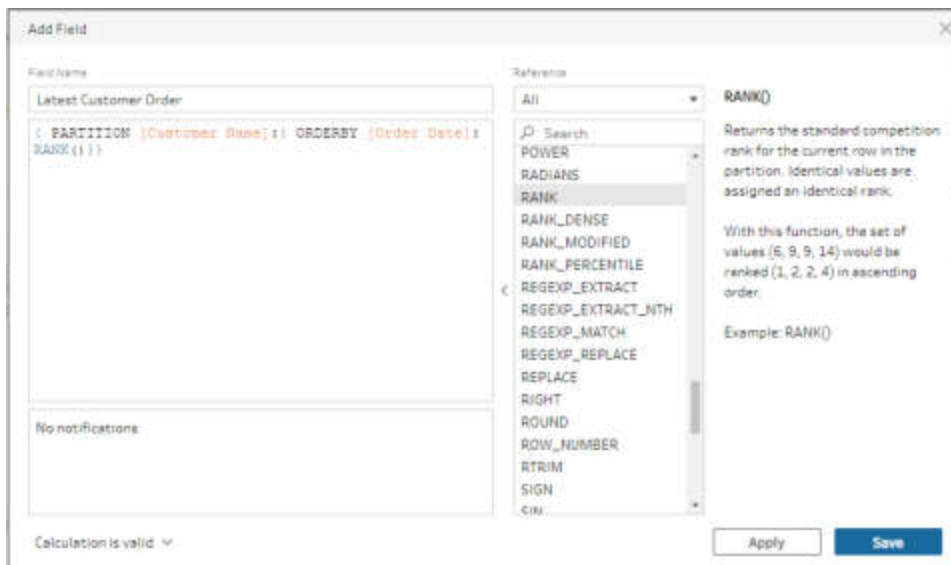 Add Field
Field Name
Latest Customer Order
{ PARTITION [Customer Name]:{ ORDERBY [Order Date]:
RANK()}}
No notifications
Calculation is valid
Reference
All
Search
POWER
RADIANS
RANK
RANK_DENSE
RANK_MODIFIED
RANK_PERCENTILE
REGEXP_EXTRACT
REGEXP_EXTRACT_NTH
REGEXP_MATCH
REGEXP_REPLACE
REPLACE
RIGHT
ROUND
ROW_NUMBER
RTRIM
SIGN
SIN
RANK()
Returns the standard competition
rank for the current row in the
partition. Identical values are
assigned an identical rank.
With this function, the set of
values (6, 9, 9, 14) would be
ranked (1, 2, 2, 4) in ascending
order.
Example: RANK()
Apply
Save